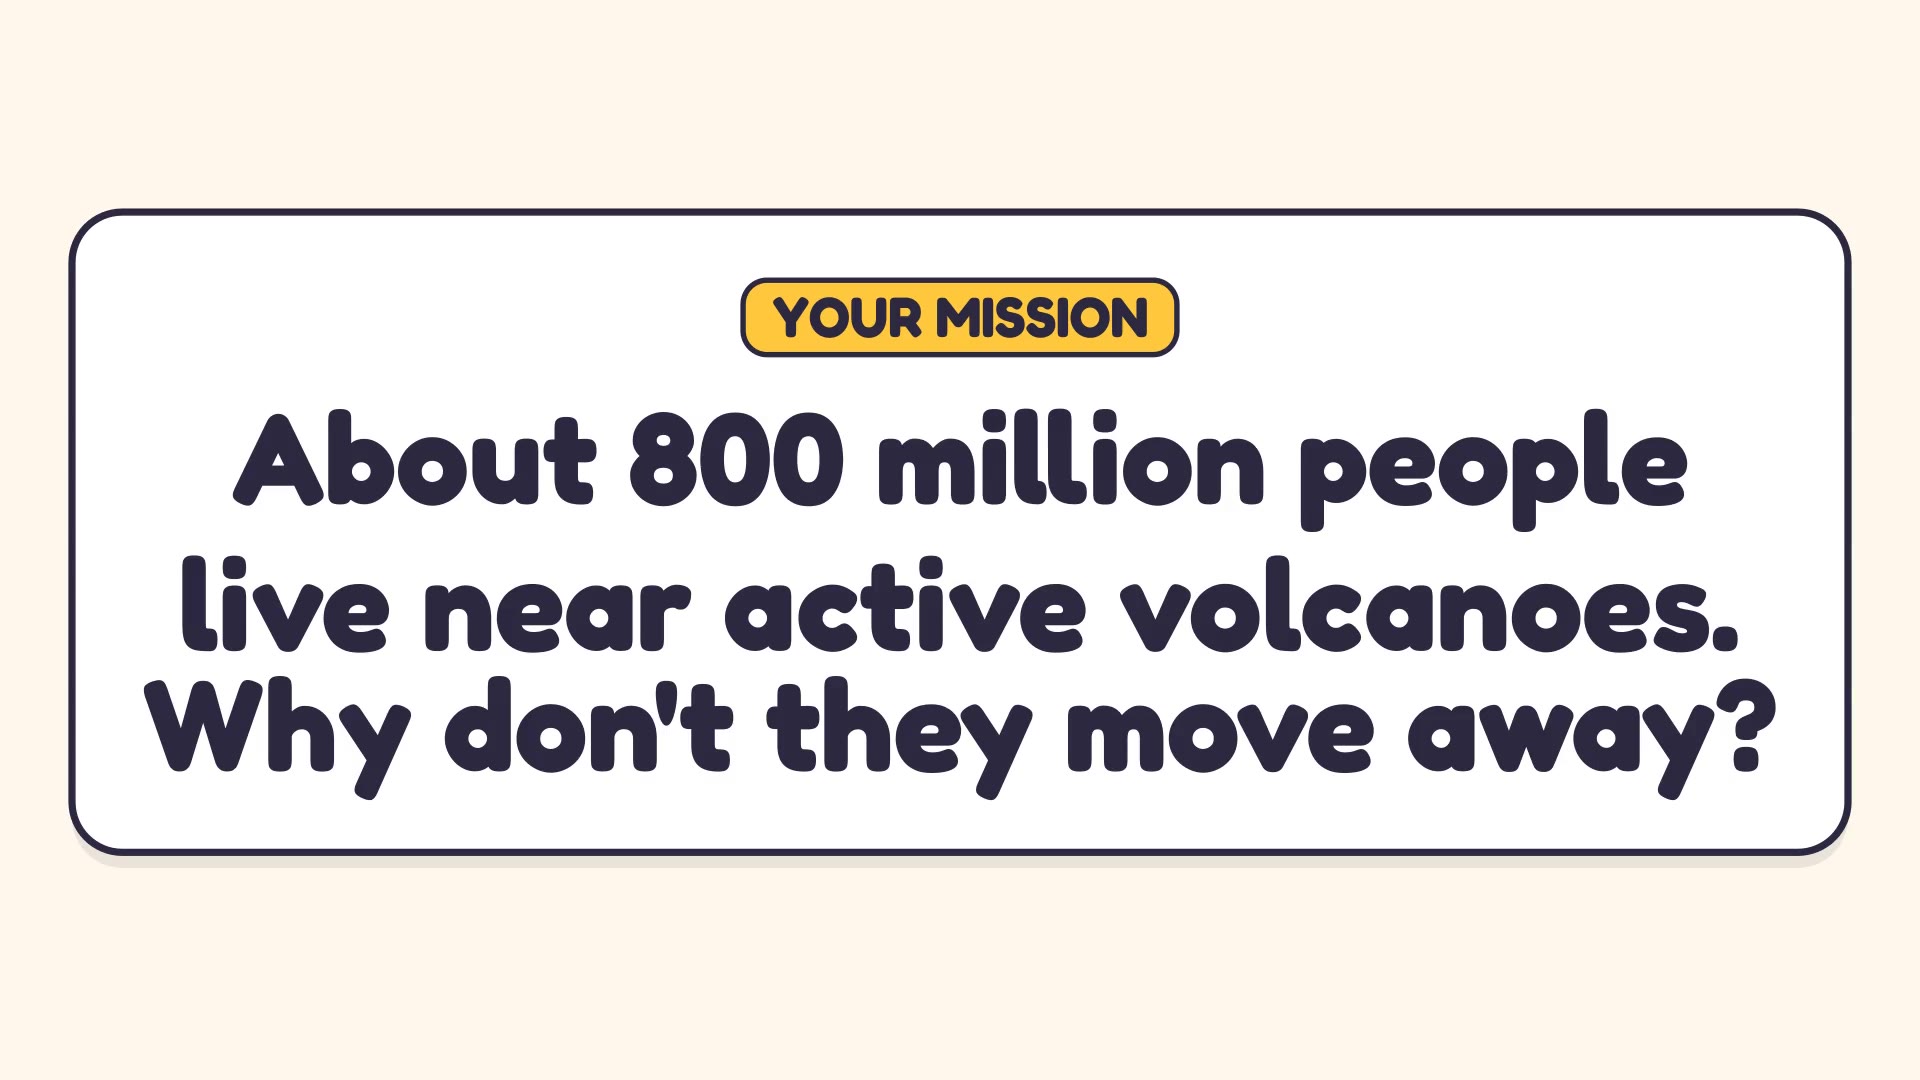 YOUR MISSION
About 800 million people
live near active volcanoes.
Why don't they move away?